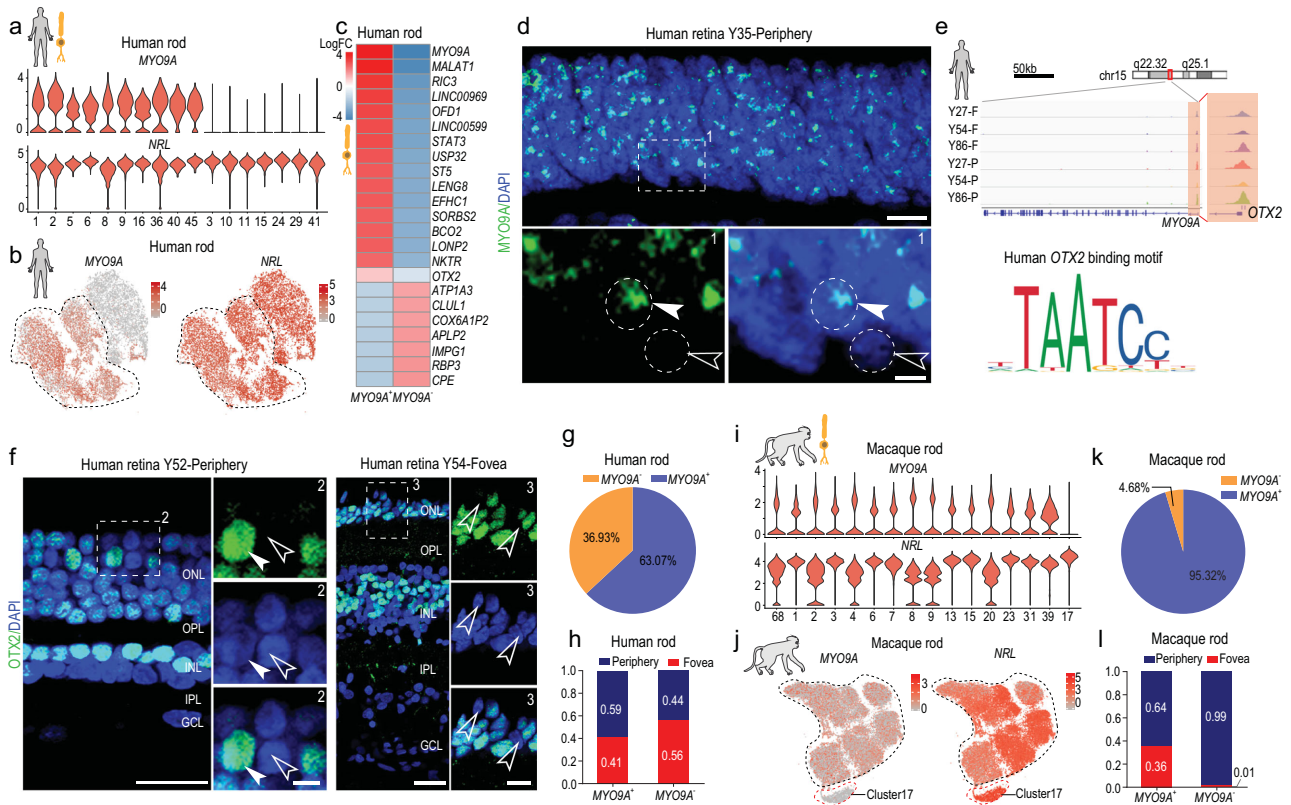 a
Human rod
MYO9A
4
2
0
NRL
5
0
1 2 5 6 8 9 16 36 40 45 3 10 11 15 24 29 41
b
Human rod
MYO9A
NRL
4
2
0
5
3
1
0
c
Human rod
LogFC
4
-4
MYO9A
MALAT1
RIC3
LINC00969
OFD1
LINC00599
STAT3
USP32
ST5
LENG8
EFHC1
SORBS2
BCO2
LONP2
NKTR
OTX2
ATP1A3
CLUL1
COX6A1P2
APLP2
IMPG1
RBP3
CPE
MYO9A⁺ MYO9A⁻
d
Human retina Y35-Periphery
MYO9A/DAPI
1
1
1
e
50kb
q22.32 q25.1
chr15
Y27-F
Y54-F
Y86-F
Y27-P
Y54-P
Y86-P
MYO9A
OTX2
Human OTX2 binding motif
TAATCC
f
Human retina Y52-Periphery
Human retina Y54-Fovea
OTX2/DAPI
2
2
2
2
3
3
3
3
ONL
OPL
INL
IPL
GCL
ONL
OPL
INL
IPL
GCL
g
Human rod
MYO9A⁻ MYO9A⁺
36.93%
63.07%
h
Human rod
Periphery Fovea
1.0
0.8
0.6
0.4
0.2
0.0
0.59
0.44
0.41
0.56
MYO9A⁺ MYO9A⁻
i
Macaque rod
MYO9A
4
2
0
NRL
4
2
0
68 1 2 3 4 6 7 8 9 13 15 20 23 31 39 17
j
Macaque rod
MYO9A
NRL
3
0
5
3
1
0
Cluster17
Cluster17
k
Macaque rod
MYO9A⁻
MYO9A⁺
4.68%
95.32%
l
Macaque rod
Periphery Fovea
1.0
0.8
0.6
0.4
0.2
0.0
0.64
0.99
0.36
0.01
MYO9A⁺ MYO9A⁻